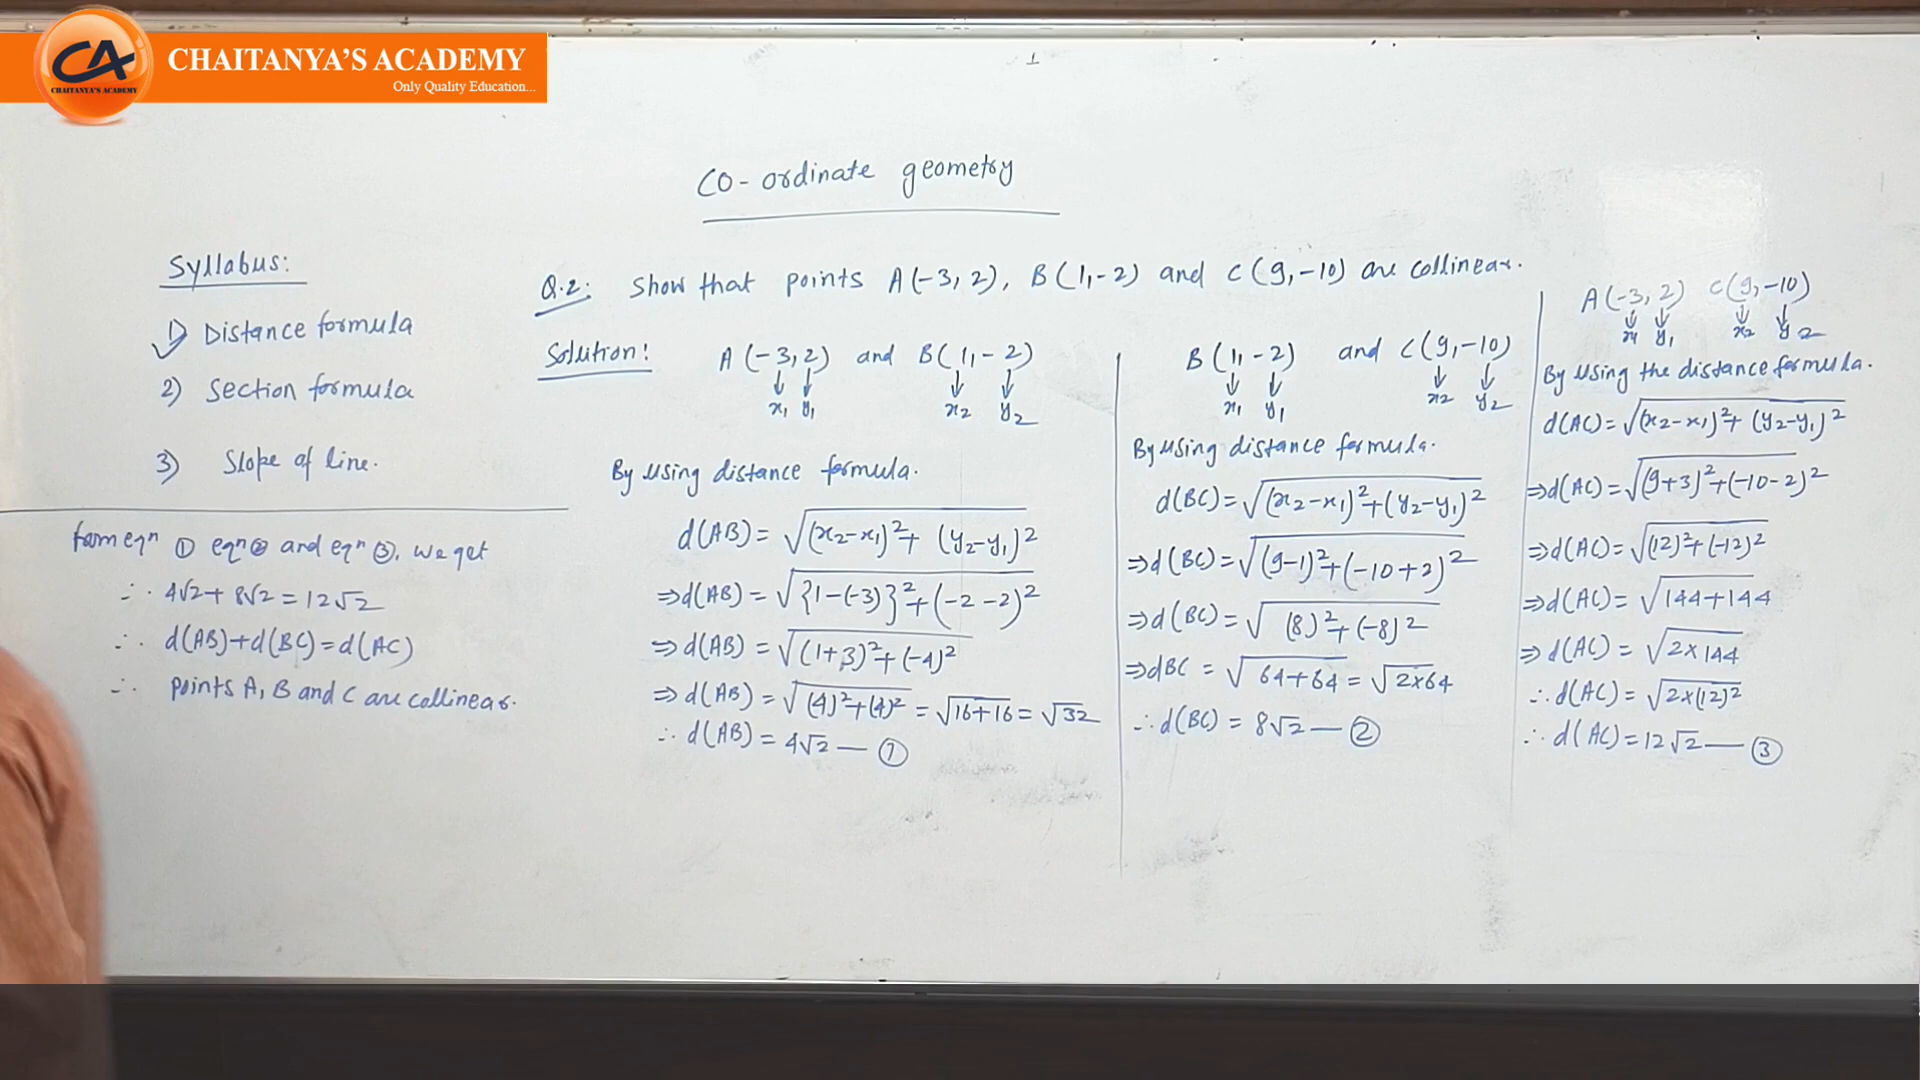 CA
CHAITANYA'S ACADEMY
CHAITANYA'S ACADEMY
Only Quality Education...
CO-ordinate geometry
Syllabus:
1) Distance formula
2) Section formula
3) Slope of line.
Q.2: Show that points A(-3, 2), B(1,-2) and C(9,-10) are collinear.
Solution: A(-3,2) and B(1,-2)
x₁ y₁ x₂ y₂
By using distance formula.
d(AB)= √(x₂-x₁)²+ (y₂-y₁)²
⇒d(AB) = √{1-(-3)}²+(-2-2)²
⇒ d(AB) = √(1+3)²+(-4)²
⇒ d(AB) = √(4)²+(4)² = √16+16 = √32
∴ d(AB) = 4√2 — ①
B(1,-2) and C(9,-10)
x₁ y₁ x₂ y₂
By using distance formula.
d(BC)=√(x₂-x₁)²+(y₂-y₁)²
⇒d(BC)=√(9-1)²+(-10+2)²
⇒d(BC)=√(8)²+(-8)²
⇒dBC = √64+64 = √2x64
∴ d(BC) = 8√2 — ②
A(-3, 2) C(9,-10)
x₁ y₁ x₂ y₂
By using the distance formula.
d(AC)=√(x₂-x₁)²+ (y₂-y₁)²
⇒d(AC)=√(9+3)²+(-10-2)²
⇒d(AC)=√(12)²+(-12)²
⇒d(AC)= √144+144
⇒ d(AC) = √2x144
∴ d(AC) = √2x(12)²
∴ d(AC)=12√2 — ③
form eqⁿ ① eqⁿ② and eqⁿ ③, we get
∴ 4√2+ 8√2 = 12√2
∴ d(AB)+d(BC)=d(AC)
∴ points A, B and C are collinear.